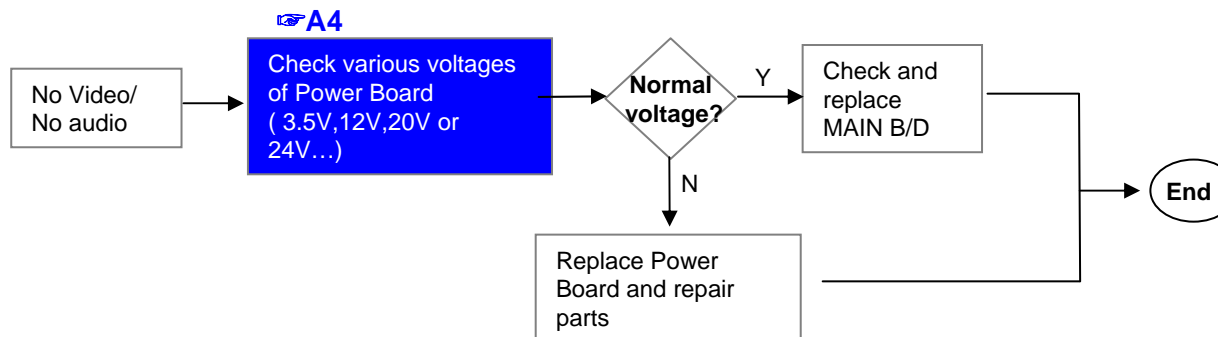 ☞A4
No Video/
No audio
Check various voltages
of Power Board
( 3.5V,12V,20V or
24V…)
Normal
voltage?
Y
Check and
replace
MAIN B/D
N
Replace Power
Board and repair
parts
End